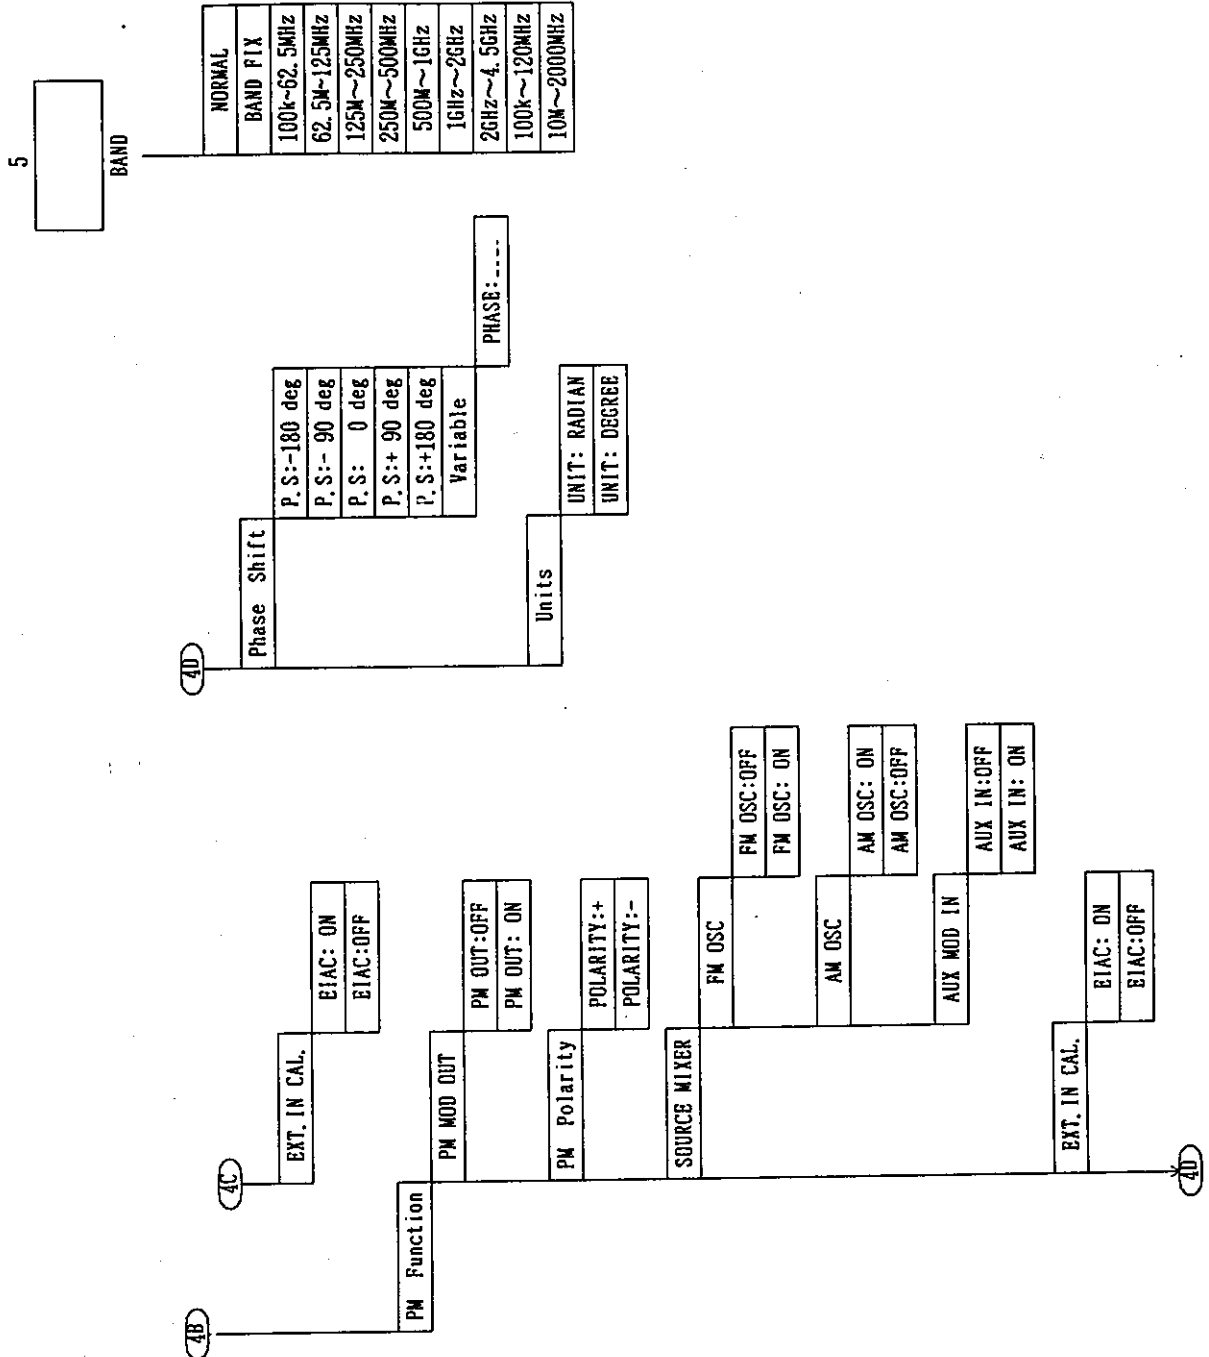 4B
PM Function
4C
EXT. IN CAL.
EIAC: ON
EIAC:OFF
PM MOD OUT
PM OUT:OFF
PM OUT: ON
PM Polarity
POLARITY:+
POLARITY:-
SOURCE MIXER
FM OSC
FM OSC:OFF
FM OSC: ON
AM OSC
AM OSC: ON
AM OSC:OFF
AUX MOD IN
AUX IN:OFF
AUX IN: ON
EXT. IN CAL.
EIAC: ON
EIAC:OFF
4D
4D
Phase Shift
P.S:-180 deg
P.S:- 90 deg
P.S: 0 deg
P.S:+ 90 deg
P.S:+180 deg
Variable
PHASE:----
Units
UNIT: RADIAN
UNIT: DEGREE
5
BAND
NORMAL
BAND FIX
100k~62.5MHz
62.5M~125MHz
125M~250MHz
250M~500MHz
500M~1GHz
1GHz~2GHz
2GHz~4.5GHz
100k~120MHz
10M~2000MHz